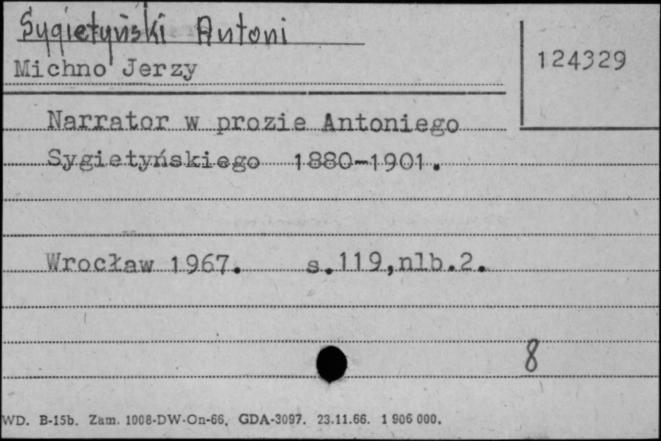 Sygietyński Antoni
Michno Jerzy
124329
Narrator w prozie Antoniego
Sygietyńskiego 1880-1901.
Wrocław 1967. s.119,nlb.2.
8
WD. B-15b. Zam. 1008-DW-On-66. GDA-3097. 23.11.66. 1 906 000.